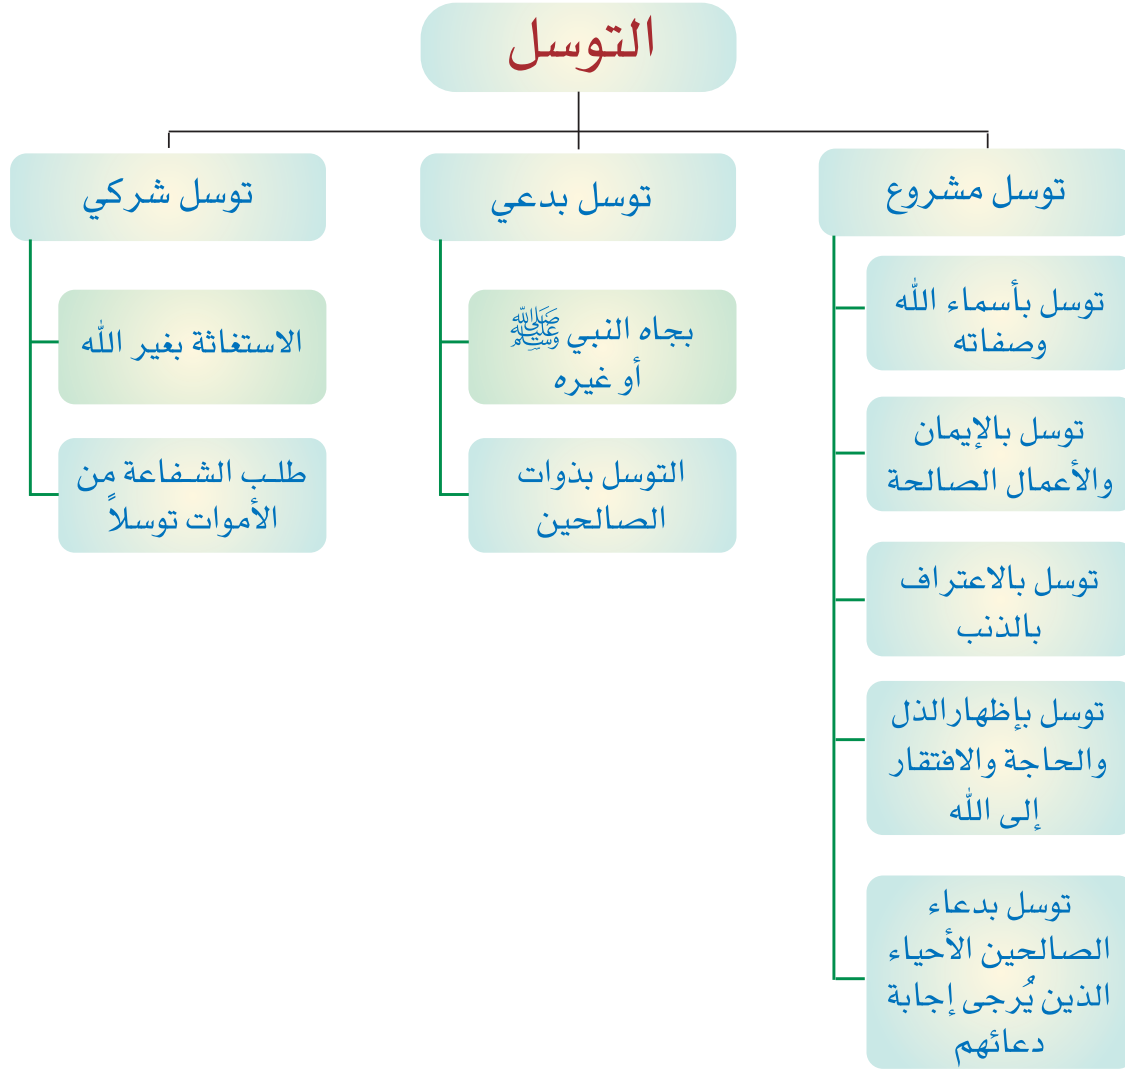 التوسل
توسل مشروع
توسل بأسماء الله
وصفاته
توسل بالإيمان
والأعمال الصالحة
توسل بالاعتراف
بالذنب
توسل بإظهار الذل
والحاجة والافتقار
إلى الله
توسل بدعاء
الصالحين الأحياء
الذين يُرجى إجابة
دعائهم
توسل بدعي
بجاه النبي ﷺ
أو غيره
التوسل بذوات
الصالحين
توسل شركي
الاستغاثة بغير الله
طلب الشفاعة من
الأموات توسلاً